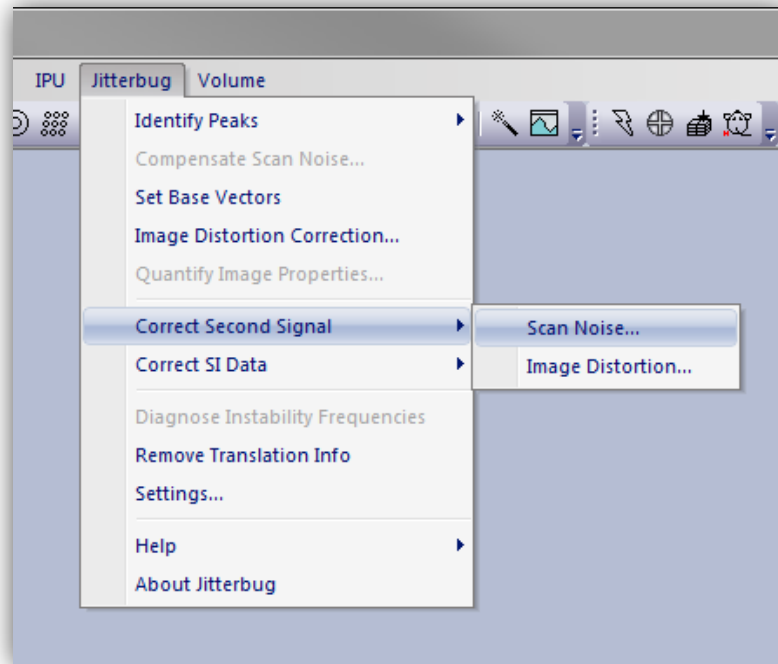 IPU Jitterbug Volume
Identify Peaks
Compensate Scan Noise...
Set Base Vectors
Image Distortion Correction...
Quantify Image Properties...
Correct Second Signal
Scan Noise...
Correct SI Data
Image Distortion...
Diagnose Instability Frequencies
Remove Translation Info
Settings...
Help
About Jitterbug